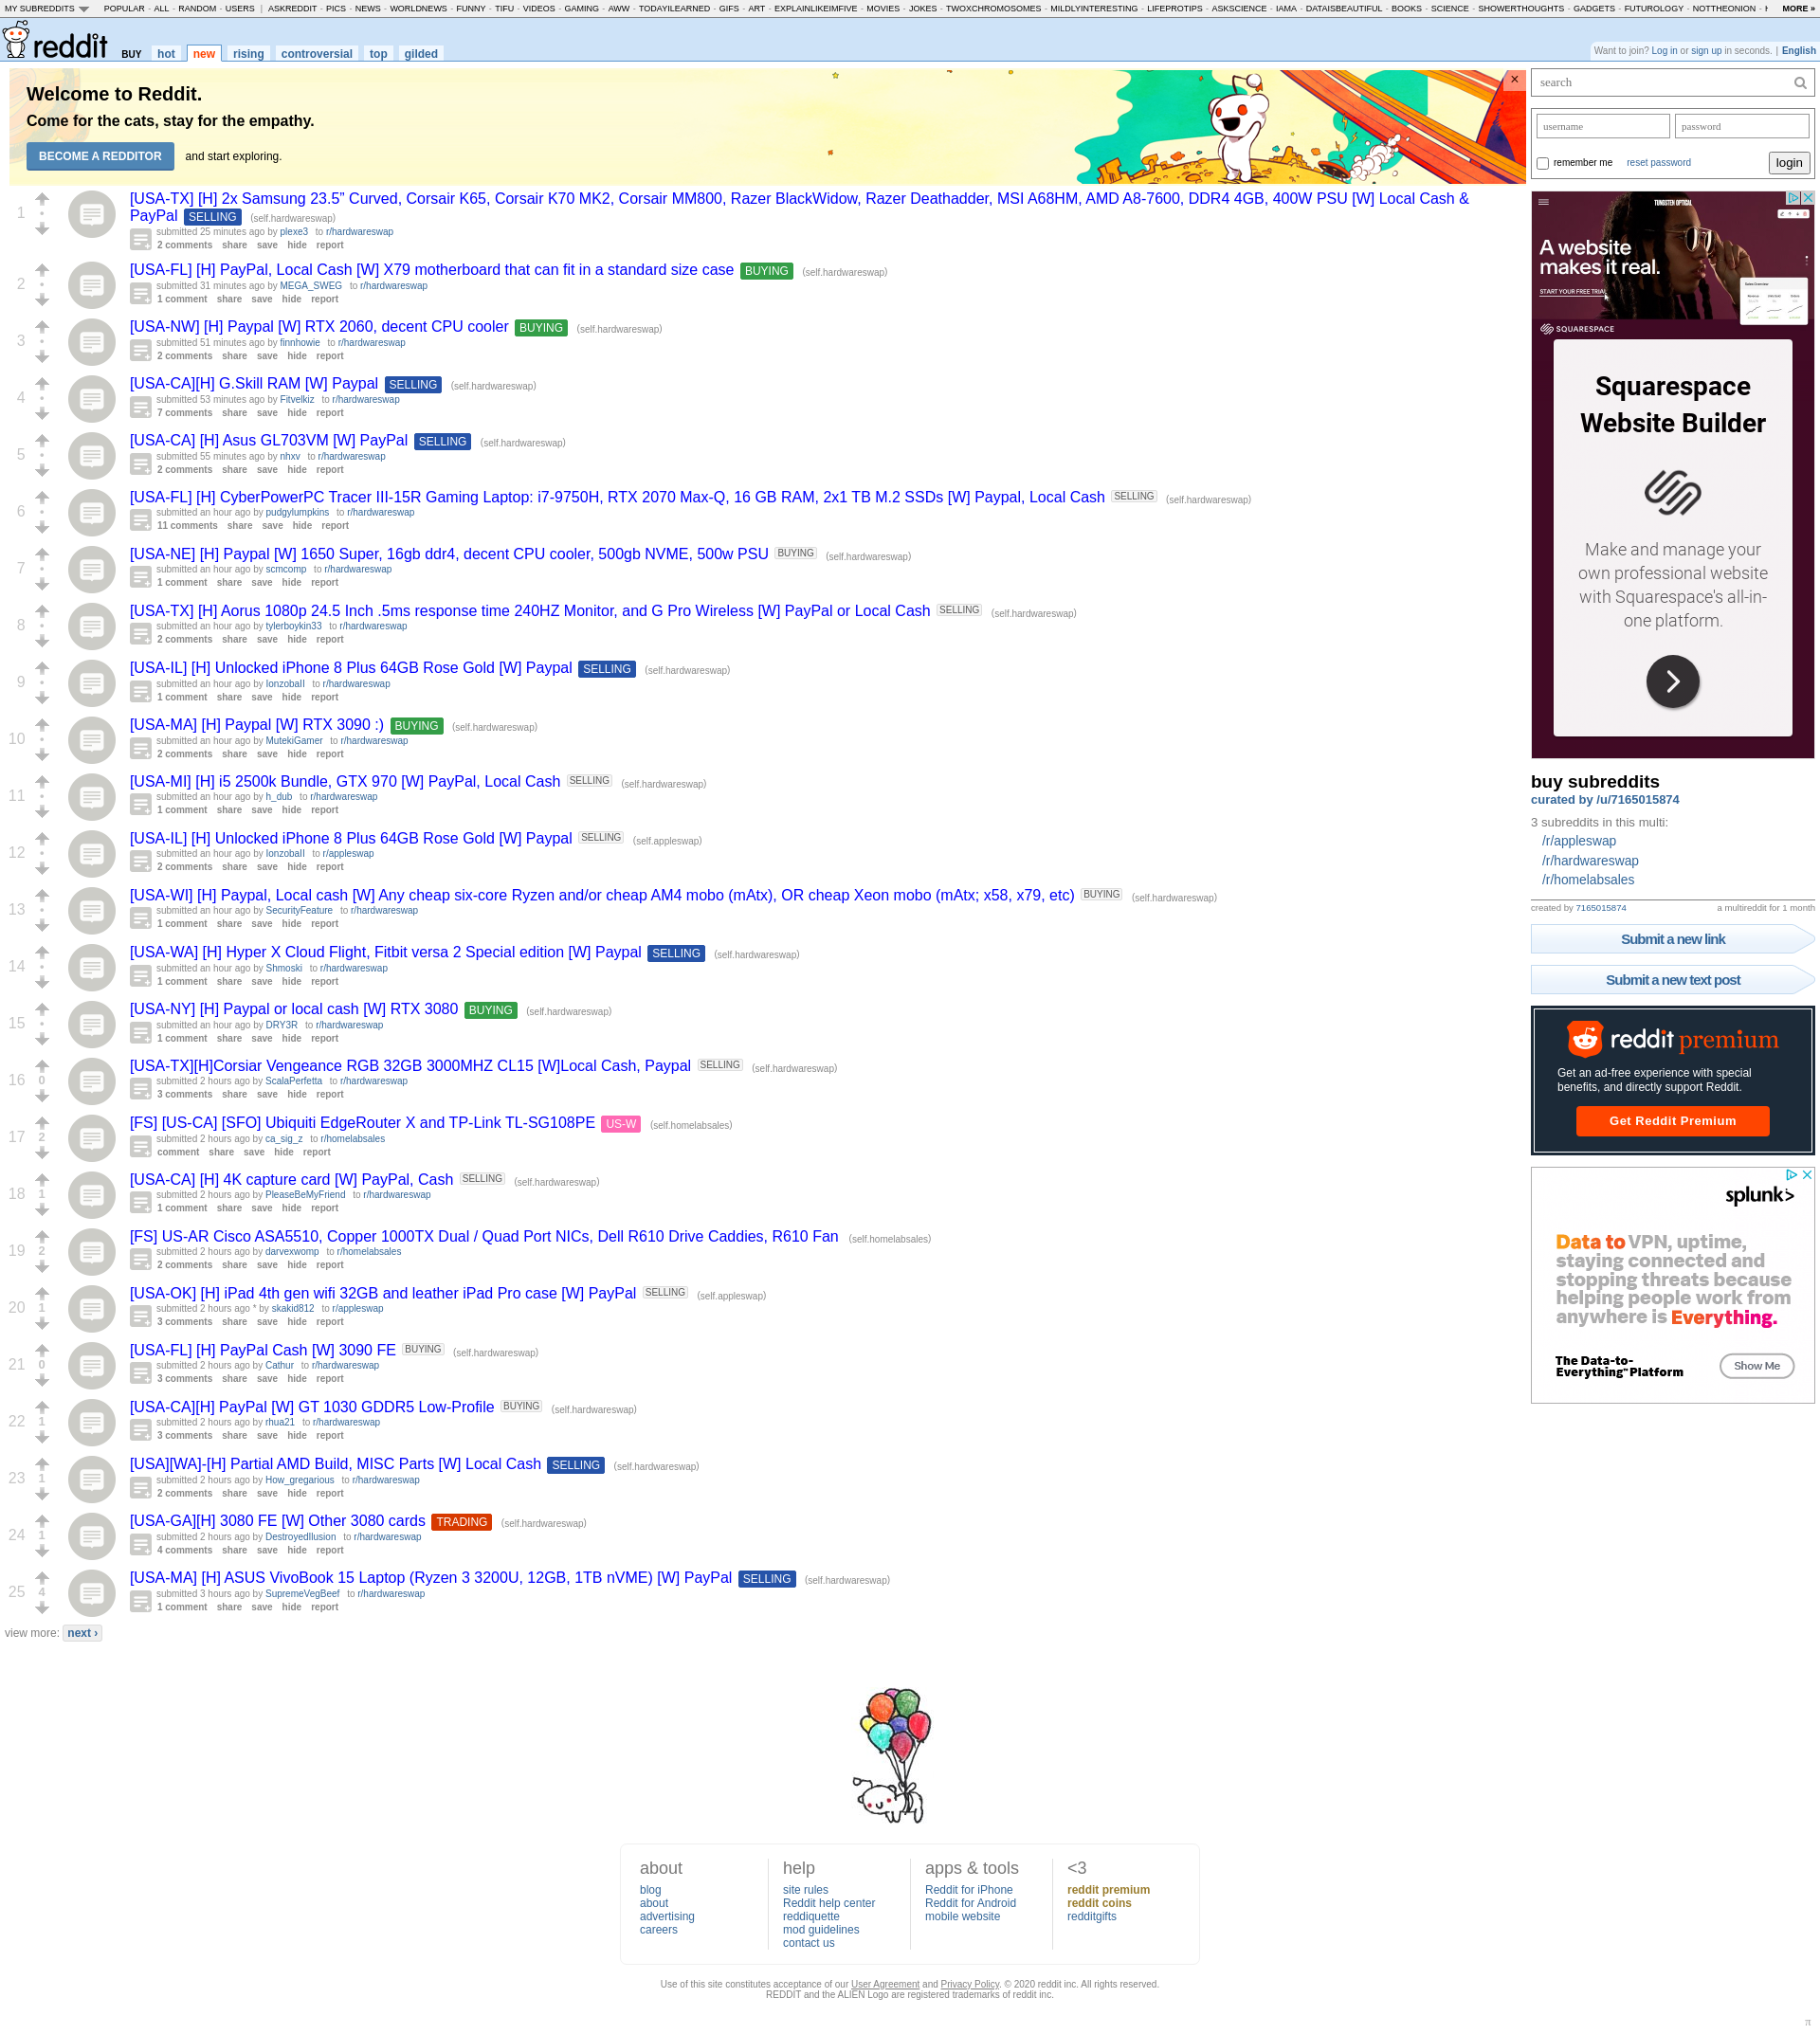 MY SUBREDDITS POPULAR - ALL - RANDOM - USERS | ASKREDDIT - PICS - NEWS - WORLDNEWS - FUNNY - TIFU - VIDEOS - GAMING - AWW - TODAYILEARNED - GIFS - ART - EXPLAINLIKEIMFIVE - MOVIES - JOKES - TWOXCHROMOSOMES - MILDLYINTERESTING - LIFEPROTIPS - ASKSCIENCE - IAMA - DATAISBEAUTIFUL - BOOKS - SCIENCE - SHOWERTHOUGHTS - GADGETS - FUTUROLOGY - NOTTHEONION - MORE »
reddit BUY hot new rising controversial top gilded
Want to join? Log in or sign up in seconds. | English
Welcome to Reddit.
Come for the cats, stay for the empathy.
BECOME A REDDITOR and start exploring.
1
[USA-TX] [H] 2x Samsung 23.5” Curved, Corsair K65, Corsair K70 MK2, Corsair MM800, Razer BlackWidow, Razer Deathadder, MSI A68HM, AMD A8-7600, DDR4 4GB, 400W PSU [W] Local Cash &
PayPal SELLING (self.hardwareswap)
submitted 25 minutes ago by plexe3 to r/hardwareswap
2 comments share save hide report
2
[USA-FL] [H] PayPal, Local Cash [W] X79 motherboard that can fit in a standard size case BUYING (self.hardwareswap)
submitted 31 minutes ago by MEGA_SWEG to r/hardwareswap
1 comment share save hide report
3
[USA-NW] [H] Paypal [W] RTX 2060, decent CPU cooler BUYING (self.hardwareswap)
submitted 51 minutes ago by finnhowie to r/hardwareswap
2 comments share save hide report
4
[USA-CA][H] G.Skill RAM [W] Paypal SELLING (self.hardwareswap)
submitted 53 minutes ago by Fitvelkiz to r/hardwareswap
7 comments share save hide report
5
[USA-CA] [H] Asus GL703VM [W] PayPal SELLING (self.hardwareswap)
submitted 55 minutes ago by nhxv to r/hardwareswap
2 comments share save hide report
6
[USA-FL] [H] CyberPowerPC Tracer III-15R Gaming Laptop: i7-9750H, RTX 2070 Max-Q, 16 GB RAM, 2x1 TB M.2 SSDs [W] Paypal, Local Cash SELLING (self.hardwareswap)
submitted an hour ago by pudgylumpkins to r/hardwareswap
11 comments share save hide report
7
[USA-NE] [H] Paypal [W] 1650 Super, 16gb ddr4, decent CPU cooler, 500gb NVME, 500w PSU BUYING (self.hardwareswap)
submitted an hour ago by scmcomp to r/hardwareswap
1 comment share save hide report
8
[USA-TX] [H] Aorus 1080p 24.5 Inch .5ms response time 240HZ Monitor, and G Pro Wireless [W] PayPal or Local Cash SELLING (self.hardwareswap)
submitted an hour ago by tylerboykin33 to r/hardwareswap
2 comments share save hide report
9
[USA-IL] [H] Unlocked iPhone 8 Plus 64GB Rose Gold [W] Paypal SELLING (self.hardwareswap)
submitted an hour ago by lonzoball to r/hardwareswap
1 comment share save hide report
10
[USA-MA] [H] Paypal [W] RTX 3090 :) BUYING (self.hardwareswap)
submitted an hour ago by MutekiGamer to r/hardwareswap
2 comments share save hide report
11
[USA-MI] [H] i5 2500k Bundle, GTX 970 [W] PayPal, Local Cash SELLING (self.hardwareswap)
submitted an hour ago by h_dub to r/hardwareswap
1 comment share save hide report
12
[USA-IL] [H] Unlocked iPhone 8 Plus 64GB Rose Gold [W] Paypal SELLING (self.appleswap)
submitted an hour ago by lonzoball to r/appleswap
2 comments share save hide report
13
[USA-WI] [H] Paypal, Local cash [W] Any cheap six-core Ryzen and/or cheap AM4 mobo (mAtx), OR cheap Xeon mobo (mAtx; x58, x79, etc) BUYING (self.hardwareswap)
submitted an hour ago by SecurityFeature to r/hardwareswap
1 comment share save hide report
14
[USA-WA] [H] Hyper X Cloud Flight, Fitbit versa 2 Special edition [W] Paypal SELLING (self.hardwareswap)
submitted an hour ago by Shmoski to r/hardwareswap
1 comment share save hide report
15
[USA-NY] [H] Paypal or local cash [W] RTX 3080 BUYING (self.hardwareswap)
submitted an hour ago by DRY3R to r/hardwareswap
1 comment share save hide report
16 0
[USA-TX][H]Corsiar Vengeance RGB 32GB 3000MHZ CL15 [W]Local Cash, Paypal SELLING (self.hardwareswap)
submitted 2 hours ago by ScalaPerfetta to r/hardwareswap
3 comments share save hide report
17 2
[FS] [US-CA] [SFO] Ubiquiti EdgeRouter X and TP-Link TL-SG108PE US-W (self.homelabsales)
submitted 2 hours ago by ca_sig_z to r/homelabsales
comment share save hide report
18 1
[USA-CA] [H] 4K capture card [W] PayPal, Cash SELLING (self.hardwareswap)
submitted 2 hours ago by PleaseBeMyFriend to r/hardwareswap
1 comment share save hide report
19 2
[FS] US-AR Cisco ASA5510, Copper 1000TX Dual / Quad Port NICs, Dell R610 Drive Caddies, R610 Fan (self.homelabsales)
submitted 2 hours ago by darvexwomp to r/homelabsales
2 comments share save hide report
20 1
[USA-OK] [H] iPad 4th gen wifi 32GB and leather iPad Pro case [W] PayPal SELLING (self.appleswap)
submitted 2 hours ago * by skakid812 to r/appleswap
3 comments share save hide report
21 0
[USA-FL] [H] PayPal Cash [W] 3090 FE BUYING (self.hardwareswap)
submitted 2 hours ago by Cathur to r/hardwareswap
3 comments share save hide report
22 1
[USA-CA][H] PayPal [W] GT 1030 GDDR5 Low-Profile BUYING (self.hardwareswap)
submitted 2 hours ago by rhua21 to r/hardwareswap
3 comments share save hide report
23 1
[USA][WA]-[H] Partial AMD Build, MISC Parts [W] Local Cash SELLING (self.hardwareswap)
submitted 2 hours ago by How_gregarious to r/hardwareswap
2 comments share save hide report
24 1
[USA-GA][H] 3080 FE [W] Other 3080 cards TRADING (self.hardwareswap)
submitted 2 hours ago by DestroyedIllusion to r/hardwareswap
4 comments share save hide report
25 4
[USA-MA] [H] ASUS VivoBook 15 Laptop (Ryzen 3 3200U, 12GB, 1TB nVME) [W] PayPal SELLING (self.hardwareswap)
submitted 3 hours ago by SupremeVegBeef to r/hardwareswap
1 comment share save hide report
view more: next ›
search
username password
remember me reset password login
TUNGSTEN OPTICAL
A website
makes it real.
START YOUR FREE TRIAL
SQUARESPACE
Squarespace
Website Builder
Make and manage your
own professional website
with Squarespace's all-in-
one platform.
buy subreddits
curated by /u/7165015874
3 subreddits in this multi:
/r/appleswap
/r/hardwareswap
/r/homelabsales
created by 7165015874 a multireddit for 1 month
Submit a new link
Submit a new text post
reddit premium
Get an ad-free experience with special
benefits, and directly support Reddit.
Get Reddit Premium
splunk>
Data to VPN, uptime,
staying connected and
stopping threats because
helping people work from
anywhere is Everything.
The Data-to-
Everything™ Platform
Show Me
about
blog
about
advertising
careers
help
site rules
Reddit help center
reddiquette
mod guidelines
contact us
apps & tools
Reddit for iPhone
Reddit for Android
mobile website
<3
reddit premium
reddit coins
redditgifts
Use of this site constitutes acceptance of our User Agreement and Privacy Policy. © 2020 reddit inc. All rights reserved.
REDDIT and the ALIEN Logo are registered trademarks of reddit inc.
π